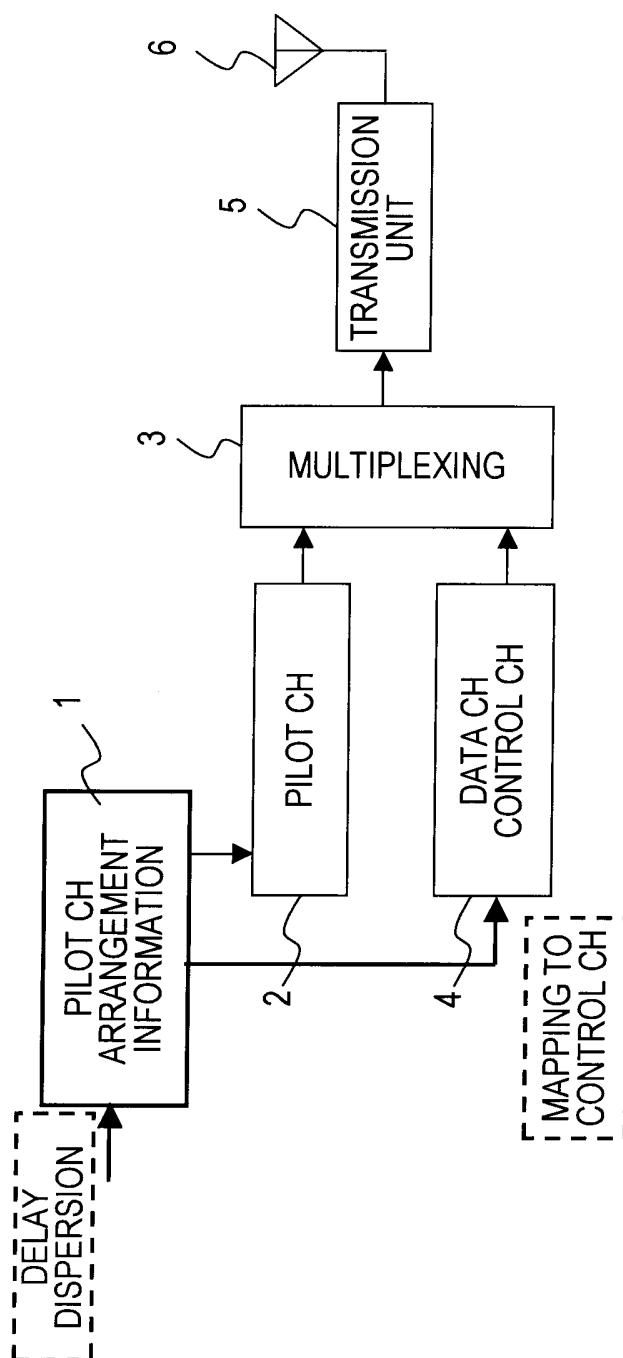 DELAY
DISPERSION
1
PILOT CH
ARRANGEMENT
INFORMATION
2
PILOT CH
4
DATA CH
CONTROL CH
MAPPING TO
CONTROL CH
3
MULTIPLEXING
5
TRANSMISSION
UNIT
6